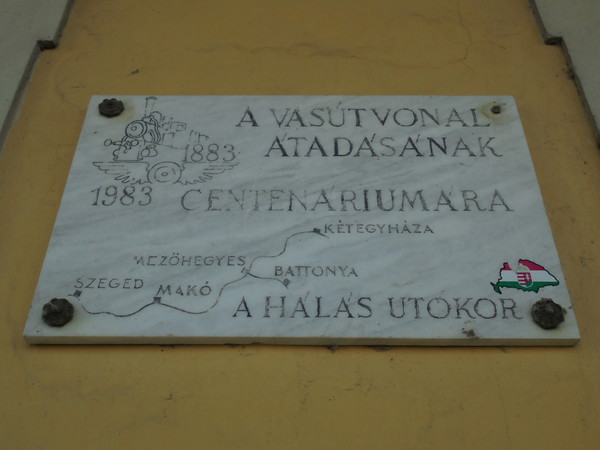 A VASÚTVONAL
ÁTADÁSÁNAK
1883
1983
CENTENÁRIUMÁRA
KÉTEGYHÁZA
MEZŐHEGYES
BATTONYA
SZEGED
MAKÓ
A HÁLÁS UTÓKOR